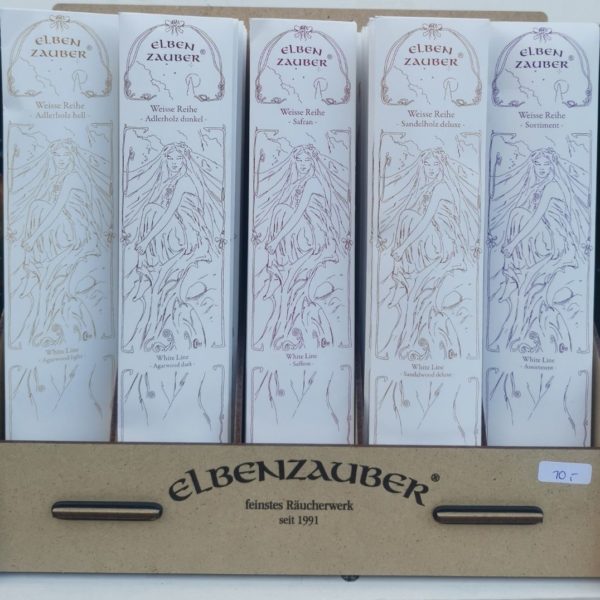 ELBEN
ZAUBER®
Weisse Reihe
- Adlerholz hell -
White Line
- Agarwood light -
ELBEN
ZAUBER®
Weisse Reihe
- Adlerholz dunkel -
White Line
- Agarwood dark -
ELBEN
ZAUBER®
Weisse Reihe
- Safran -
White Line
- Saffron -
ELBEN
ZAUBER®
Weisse Reihe
- Sandelholz deluxe -
White Line
- Sandalwood deluxe -
ELBEN
ZAUBER®
Weisse Reihe
- Sortiment -
White Line
- Assortment -
ELBENZAUBER®
feinstes Räucherwerk
seit 1991
10,-